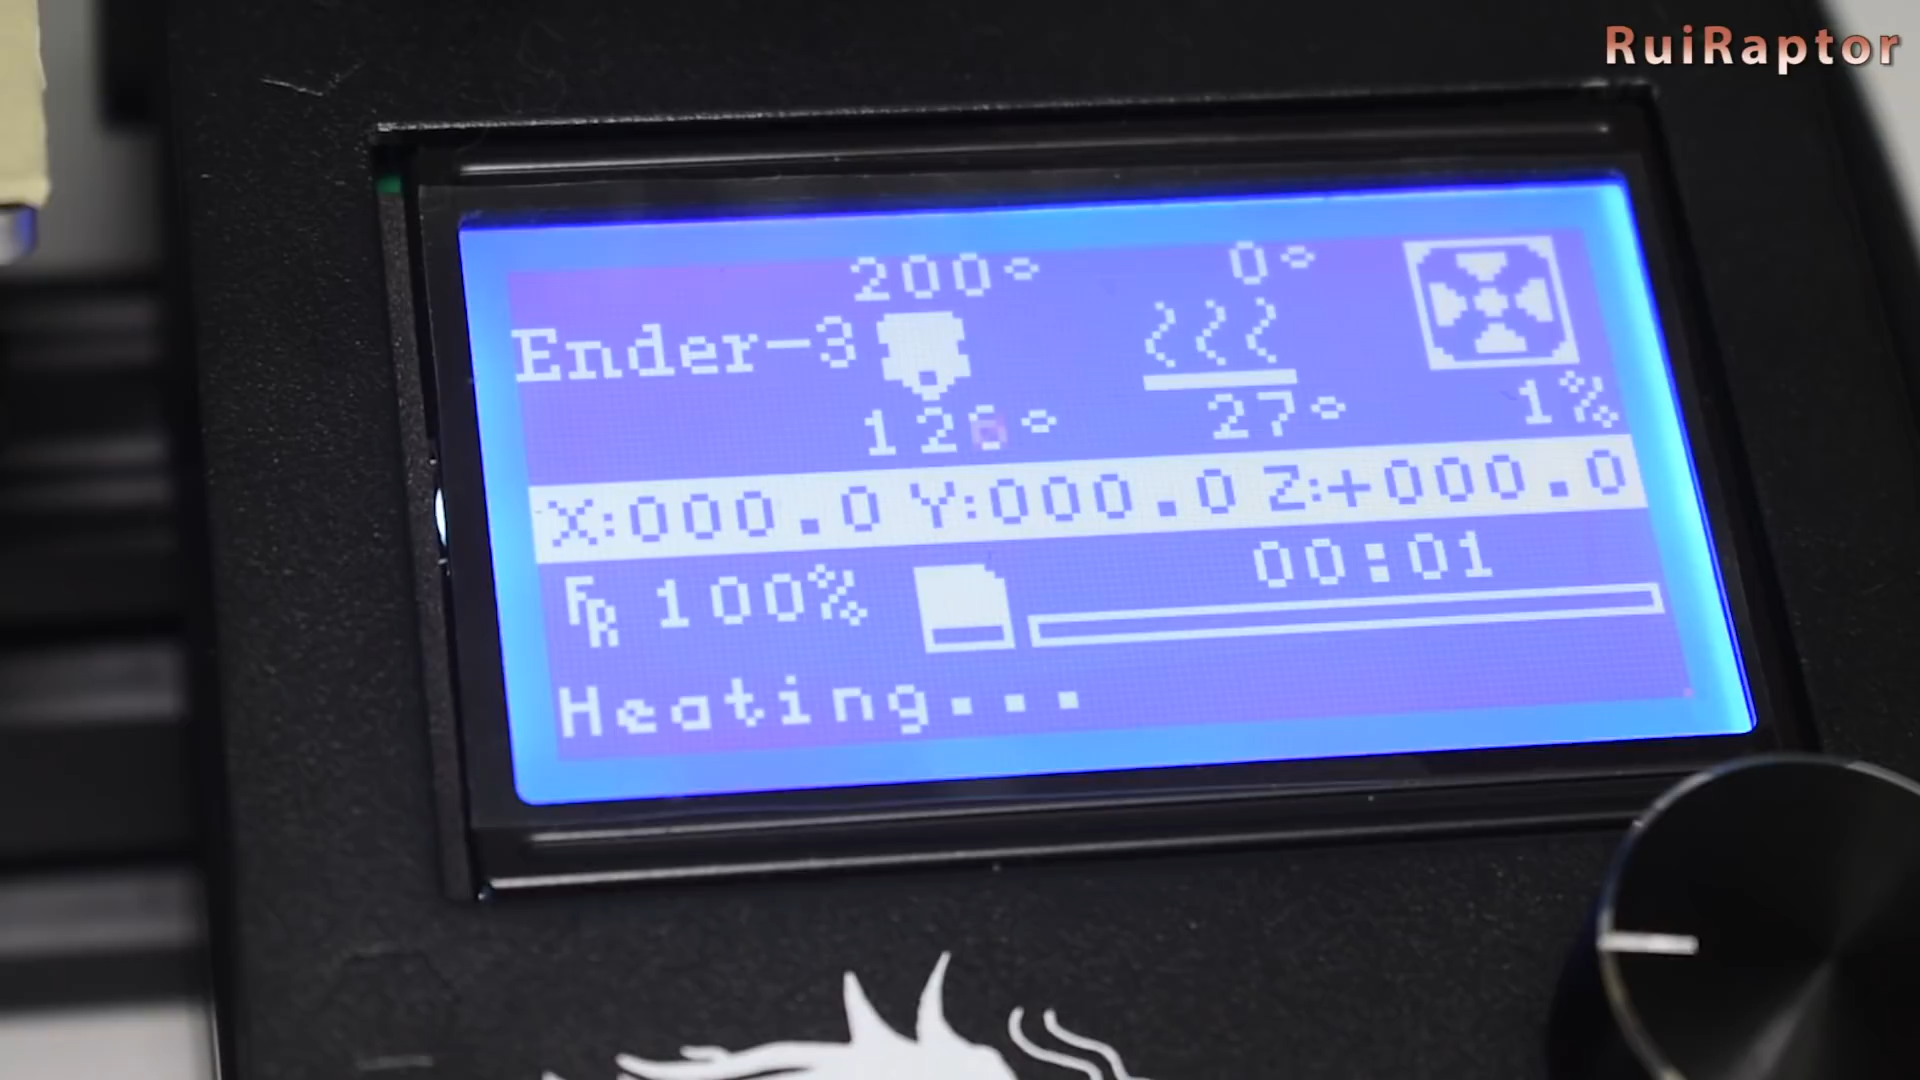 RuiRaptor
200° 0°
Ender-3
126° 27° 1%
X:000.0 Y:000.0 Z:+000.0
FR 100% 00:01
Heating...